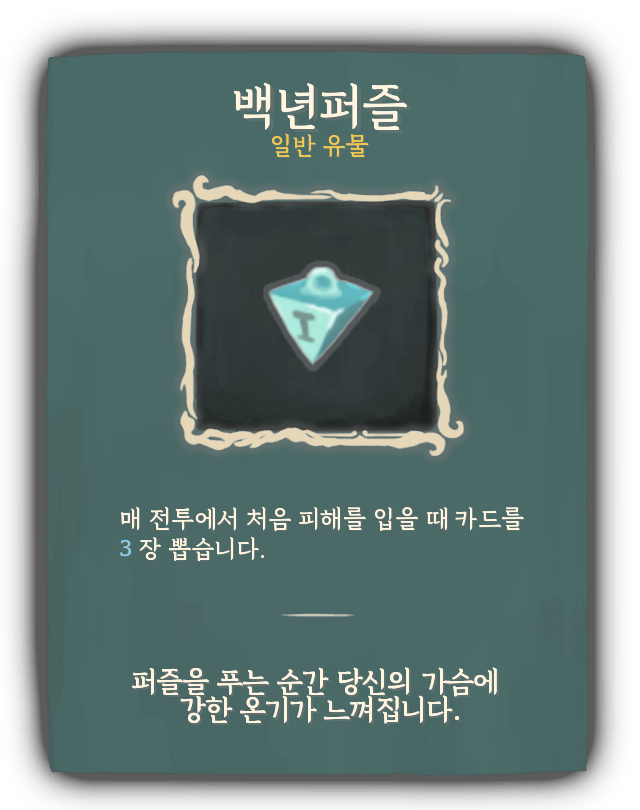 백년퍼즐
일반 유물
I
매 전투에서 처음 피해를 입을 때 카드를
3 장 뽑습니다.
퍼즐을 푸는 순간 당신의 가슴에
강한 온기가 느껴집니다.